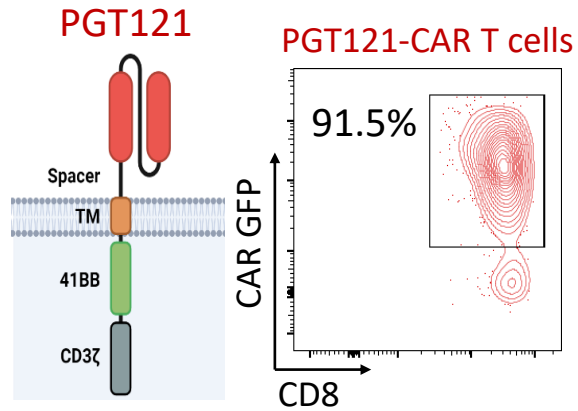 PGT121
Spacer
TM
41BB
CD3ζ
PGT121-CAR T cells
91.5%
CAR GFP
CD8